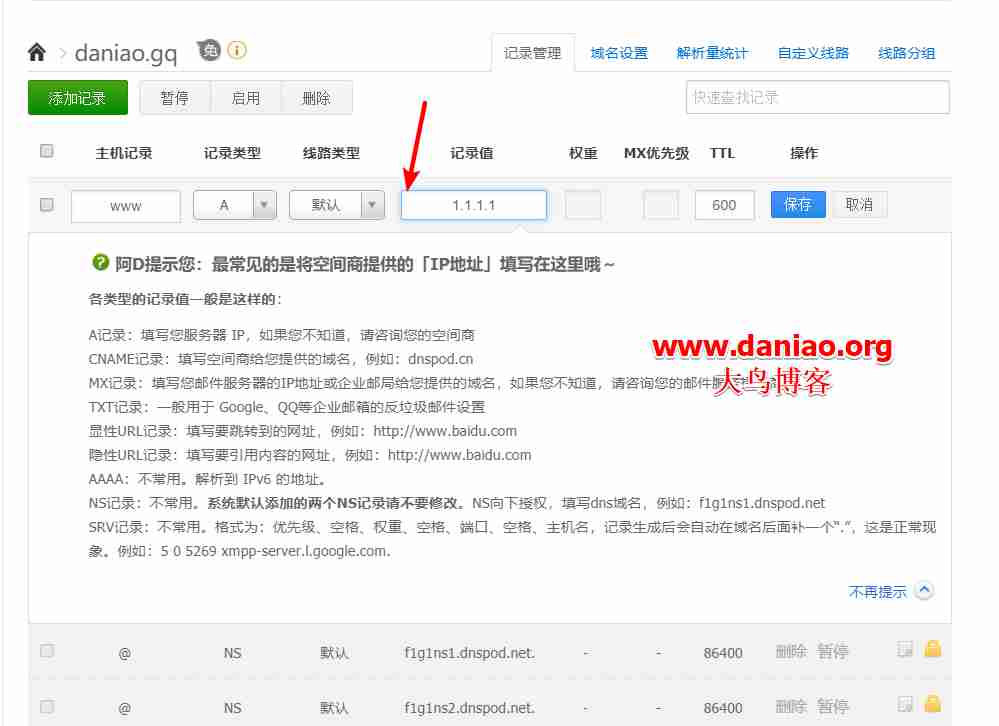 daniao.gq 免
记录管理 域名设置 解析量统计 自定义线路 线路分组
添加记录 暂停 启用 删除 快速查找记录
主机记录 记录类型 线路类型 记录值 权重 MX优先级 TTL 操作
www A 默认 1.1.1.1 600 保存 取消
阿D提示您：最常见的是将空间商提供的「IP地址」填写在这里哦～
各类型的记录值一般是这样的：
A记录：填写您服务器 IP，如果您不知道，请咨询您的空间商
CNAME记录：填写空间商给您提供的域名，例如：dnspod.cn
MX记录：填写您邮件服务器的IP地址或企业邮局给您提供的域名，如果您不知道，请咨询您的邮件服
TXT记录：一般用于 Google、QQ等企业邮箱的反垃圾邮件设置
显性URL记录：填写要跳转到的网址，例如：http://www.baidu.com
隐性URL记录：填写要引用内容的网址，例如：http://www.baidu.com
AAAA：不常用。解析到 IPv6 的地址。
NS记录：不常用。系统默认添加的两个NS记录请不要修改。NS向下授权，填写dns域名，例如：f1g1ns1.dnspod.net
SRV记录：不常用。格式为：优先级、空格、权重、空格、端口、空格、主机名，记录生成后会自动在域名后面补一个“.”，这是正常现
象。例如：5 0 5269 xmpp-server.l.google.com.
www.daniao.org
大鸟博客
不再提示
@ NS 默认 f1g1ns1.dnspod.net. - - 86400 删除 暂停
@ NS 默认 f1g1ns2.dnspod.net. - - 86400 删除 暂停